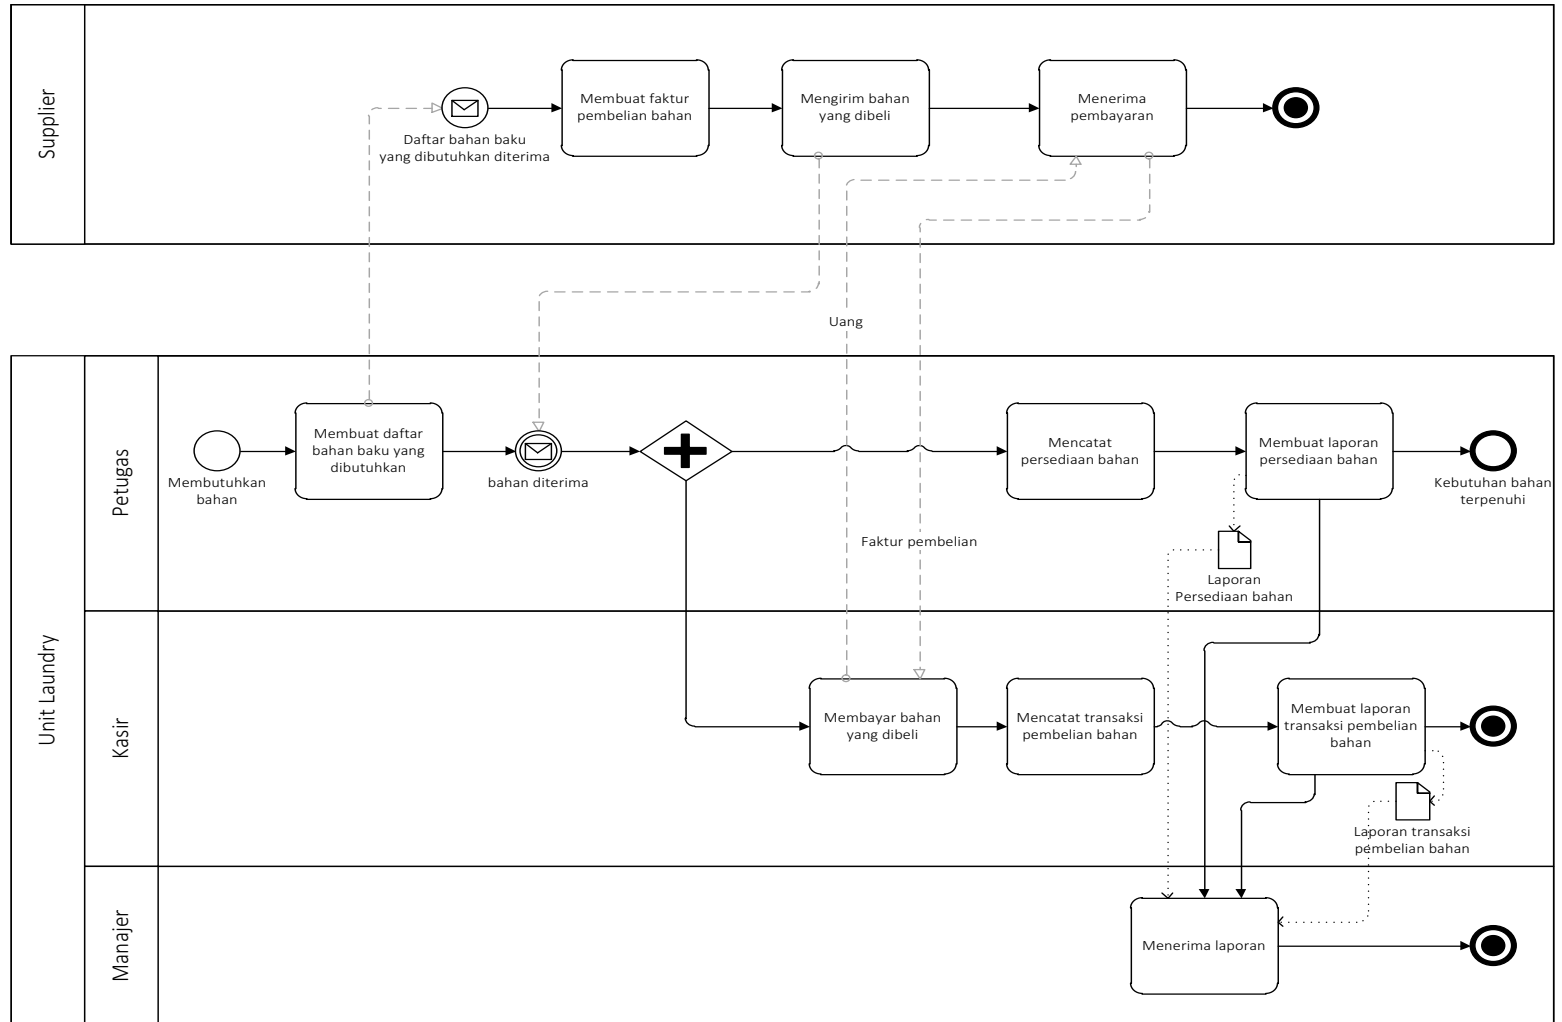 Supplier
Membuat faktur
pembelian bahan
Mengirim bahan
yang dibeli
Menerima
pembayaran
Daftar bahan baku
yang dibutuhkan diterima
Uang
Unit Laundry
Petugas
Membutuhkan
bahan
Membuat daftar
bahan baku yang
dibutuhkan
bahan diterima
Mencatat
persediaan bahan
Membuat laporan
persediaan bahan
Kebutuhan bahan
terpenuhi
Faktur pembelian
Laporan
Persediaan bahan
Kasir
Membayar bahan
yang dibeli
Mencatat transaksi
pembelian bahan
Membuat laporan
transaksi pembelian
bahan
Laporan transaksi
pembelian bahan
Manajer
Menerima laporan